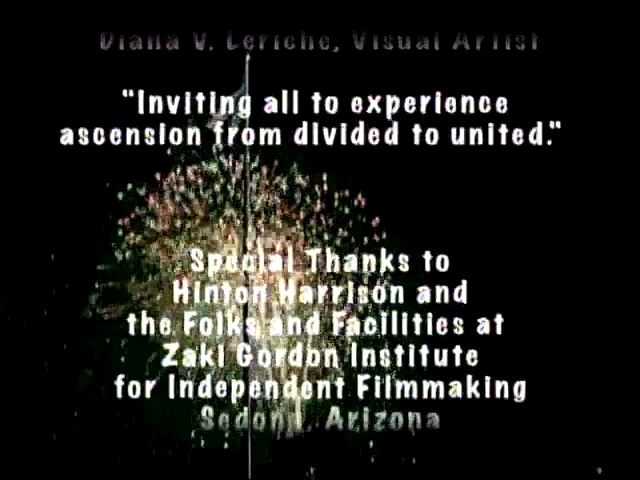 Diana V. Leriche, Visual Artist
"Inviting all to experience
ascension from divided to united."
Special Thanks to
Hinton Harrison and
the Folks and Facilities at
Zaki Gordon Institute
for Independent Filmmaking
Sedona, Arizona